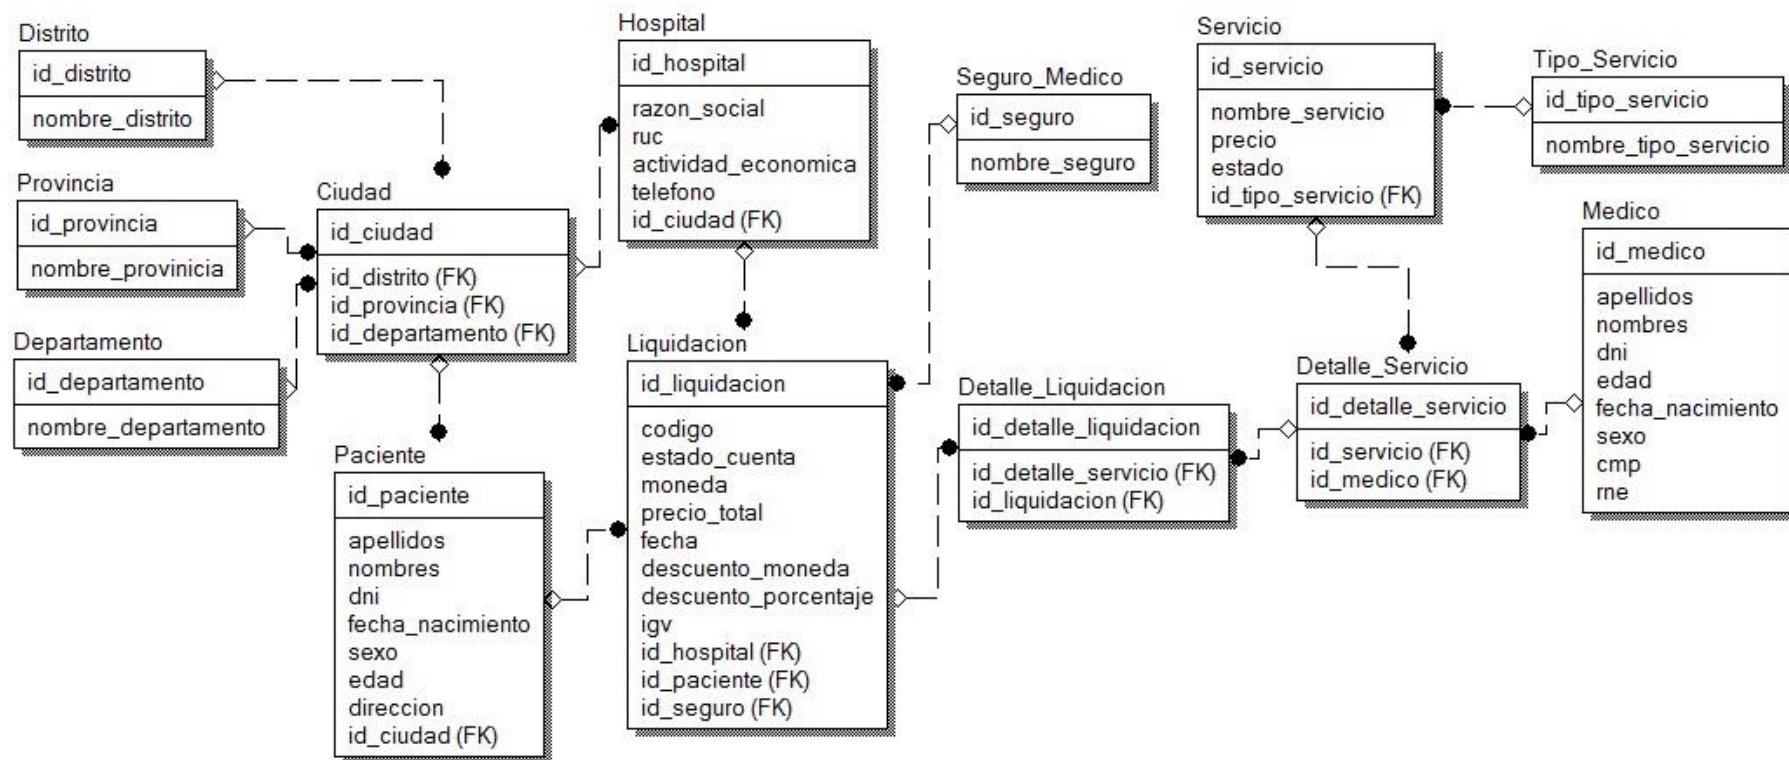 Distrito
id_distrito
nombre_distrito
Provincia
id_provincia
nombre_provinicia
Departamento
id_departamento
nombre_departamento
Ciudad
id_ciudad
id_distrito (FK)
id_provincia (FK)
id_departamento (FK)
Paciente
id_paciente
apellidos
nombres
dni
fecha_nacimiento
sexo
edad
direccion
id_ciudad (FK)
Hospital
id_hospital
razon_social
ruc
actividad_economica
telefono
id_ciudad (FK)
Liquidacion
id_liquidacion
codigo
estado_cuenta
moneda
precio_total
fecha
descuento_moneda
descuento_porcentaje
igv
id_hospital (FK)
id_paciente (FK)
id_seguro (FK)
Seguro_Medico
id_seguro
nombre_seguro
Detalle_Liquidacion
id_detalle_liquidacion
id_detalle_servicio (FK)
id_liquidacion (FK)
Servicio
id_servicio
nombre_servicio
precio
estado
id_tipo_servicio (FK)
Detalle_Servicio
id_detalle_servicio
id_servicio (FK)
id_medico (FK)
Tipo_Servicio
id_tipo_servicio
nombre_tipo_servicio
Medico
id_medico
apellidos
nombres
dni
edad
fecha_nacimiento
sexo
cmp
rne